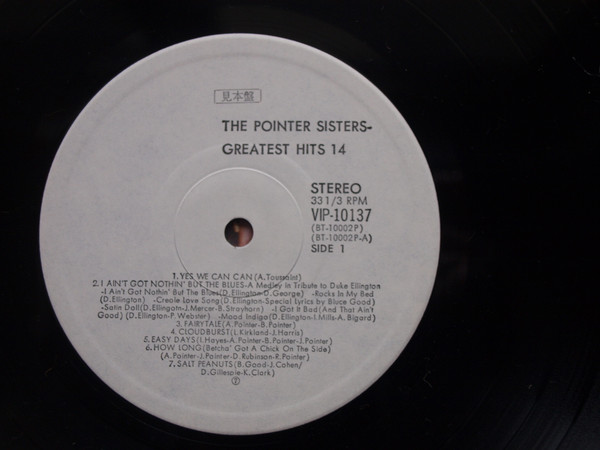 見本盤
THE POINTER SISTERS-
GREATEST HITS 14
STEREO
33 1/3 RPM
VIP-10137
(BT-10002P)
(BT-10002P-A)
SIDE 1
1. YES WE CAN CAN (A.Toussaint)
2. I AIN'T GOT NOTHIN' BUT THE BLUES-A Medley in Tribute to Duke Ellington
-I Ain't Got Nothin' But The Blues(D.Ellington-D.George) -Rocks In My Bed
(D.Ellington) -Creole Love Song(D.Ellington-Special Lyrics by Bluce Good)
-Satin Doll(D.Ellington-J.Mercer-B.Strayhorn) -I Got It Bad(And That Ain't
Good) (D.Ellington-P.Webster) -Mood Indigo(D.Ellington-I.Mills-A.Bigard)
3. FAIRYTALE(A.Pointer-B.Pointer)
4. CLOUDBURST(L.Kirkland-J.Harris)
5. EASY DAYS(I.Hayes-A.Pointer-B.Pointer-J.Pointer)
6. HOW LONG(Betcha' Got A Chick On The Side)
(A.Pointer-J.Pointer-D.Rubinson-R.Pointer)
7. SALT PEANUTS(B.Good-J.Cohen/
D.Gillespie-K.Clark)
Ⓟ